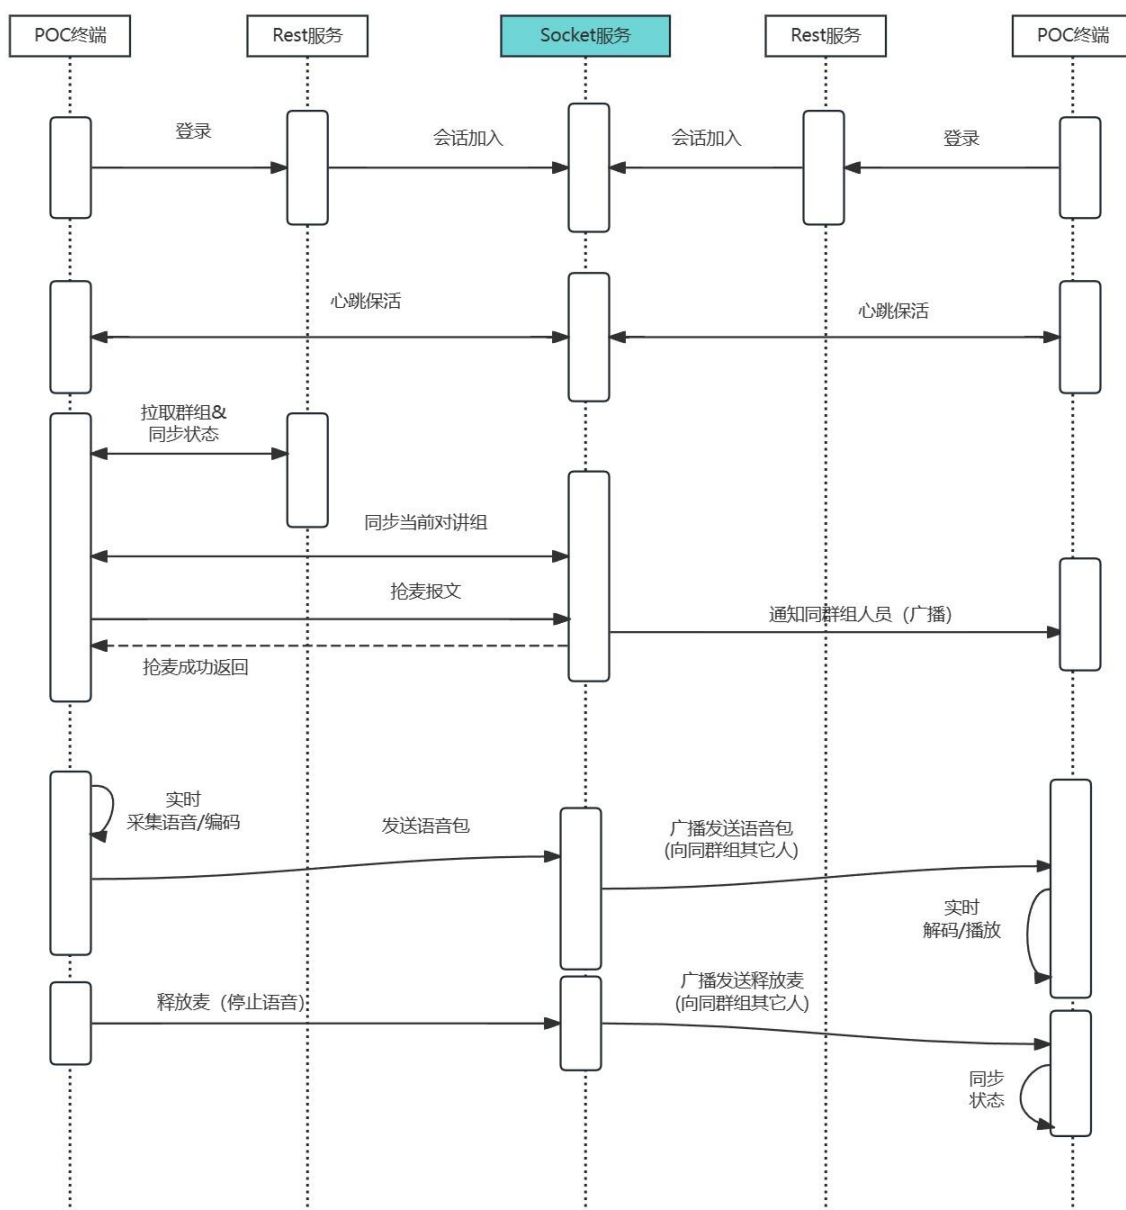 POC终端
Rest服务
Socket服务
Rest服务
POC终端
登录
会话加入
会话加入
登录
心跳保活
心跳保活
拉取群组&
同步状态
同步当前对讲组
抢麦报文
通知同群组人员（广播）
抢麦成功返回
实时
采集语音/编码
发送语音包
广播发送语音包
(向同群组其它人)
实时
解码/播放
释放麦（停止语音）
广播发送释放麦
(向同群组其它人)
同步
状态